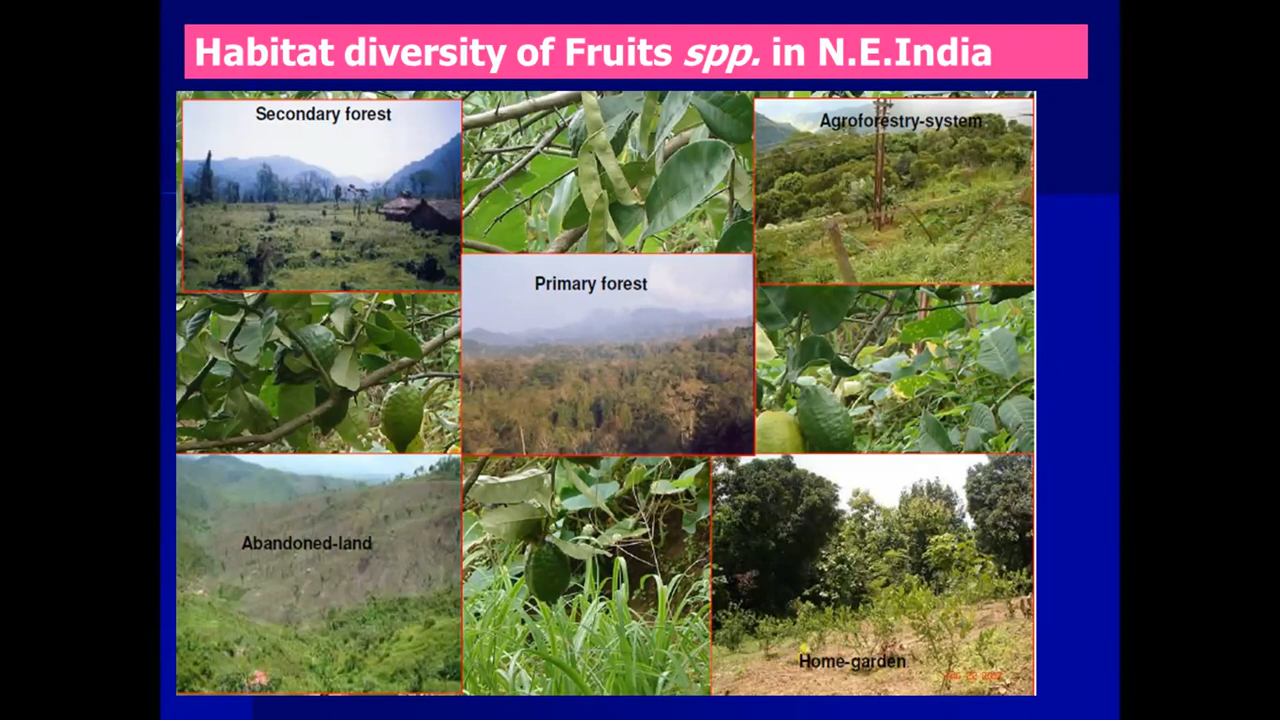 Habitat diversity of Fruits spp. in N.E.India
Secondary forest
Agroforestry-system
Primary forest
Abandoned-land
Home-garden